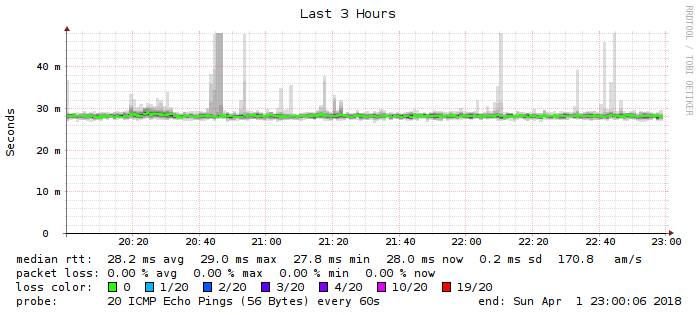 Last 3 Hours
RRDTOOL / TOBI OETIKER
Seconds
40 m
30 m
20 m
10 m
0
20:20 20:40 21:00 21:20 21:40 22:00 22:20 22:40 23:00
median rtt: 28.2 ms avg 29.0 ms max 27.8 ms min 28.0 ms now 0.2 ms sd 170.8 am/s
packet loss: 0.00 % avg 0.00 % max 0.00 % min 0.00 % now
loss color: 0 1/20 2/20 3/20 4/20 10/20 19/20
probe: 20 ICMP Echo Pings (56 Bytes) every 60s end: Sun Apr 1 23:00:06 2018